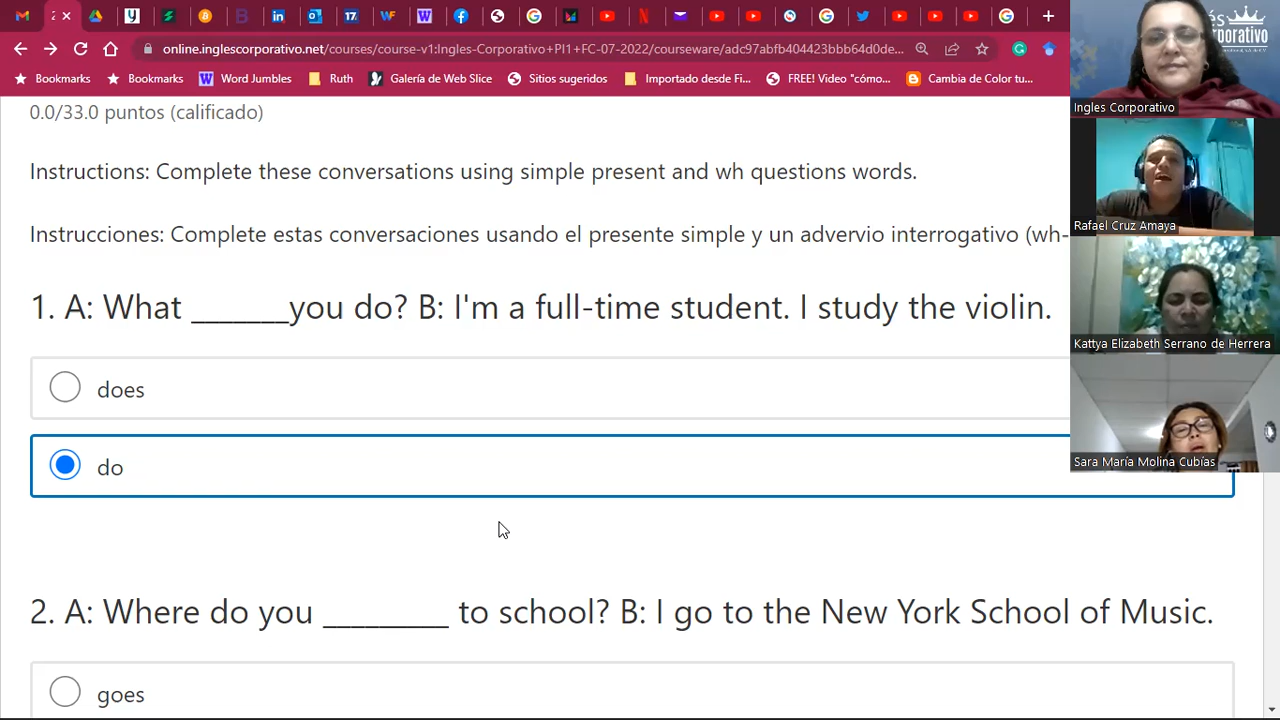 2
17
online.inglescorporativo.net/courses/course-v1:Ingles-Corporativo+PI1+FC-07-2022/courseware/adc97abfb404423bbb64d0de...
Bookmarks Bookmarks Word Jumbles Ruth Galería de Web Slice Sitios sugeridos Importado desde Fi... FREE! Video "cómo... Cambia de Color tu...
0.0/33.0 puntos (calificado)
Instructions: Complete these conversations using simple present and wh questions words.
Instrucciones: Complete estas conversaciones usando el presente simple y un advervio interrogativo (wh-
1. A: What _______you do? B: I'm a full-time student. I study the violin.
does
do
2. A: Where do you _________ to school? B: I go to the New York School of Music.
goes
Ingles Corporativo
Rafael Cruz Amaya
Kattya Elizabeth Serrano de Herrera
Sara María Molina Cubías